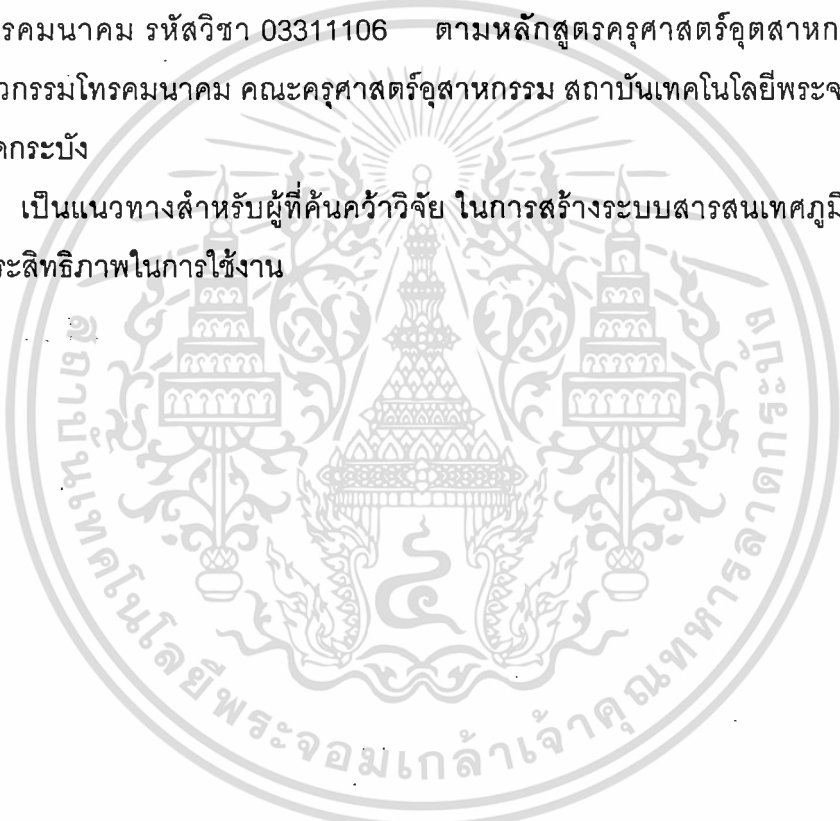 รคมนาคม รหัสวิชา 03311106 ตามหลักสูตรครุศาสตร์อุตสาหก
วกรรมโทรคมนาคม คณะครุศาสตร์อุสาหกรรม สถาบันเทคโนโลยีพระจ
ดกระบัง
เป็นแนวทางสำหรับผู้ที่ค้นคว้าวิจัย ในการสร้างระบบสารสนเทศภูมิ
ระสิทธิภาพในการใช้งาน
สถาบันเทคโนโลยีพระจอมเกล้าเจ้าคุณทหารลาดกระบัง